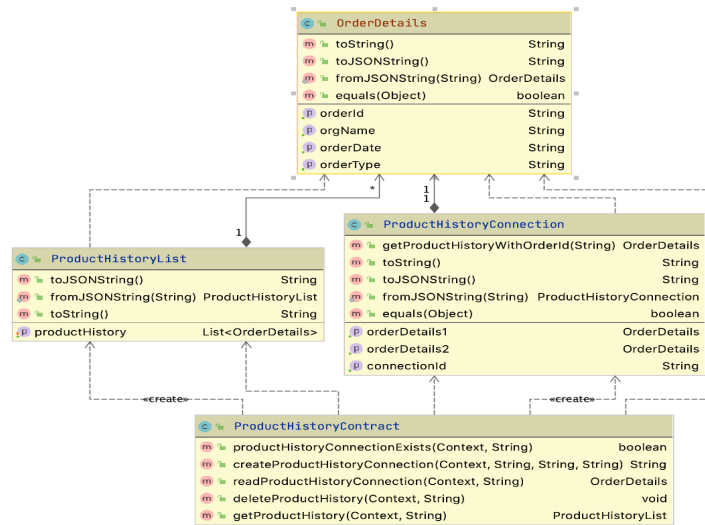 OrderDetails
toString() String
toJSONString() String
fromJSONString(String) OrderDetails
equals(Object) boolean
orderId String
orgName String
orderDate String
orderType String
* 1
1
1
ProductHistoryConnection
getProductHistoryWithOrderId(String) OrderDetails
toString() String
toJSONString() String
fromJSONString(String) ProductHistoryConnection
equals(Object) boolean
orderDetails1 OrderDetails
orderDetails2 OrderDetails
connectionId String
ProductHistoryList
toJSONString() String
fromJSONString(String) ProductHistoryList
toString() String
productHistory List<OrderDetails>
«create» «create»
ProductHistoryContract
productHistoryConnectionExists(Context, String) boolean
createProductHistoryConnection(Context, String, String, String) String
readProductHistoryConnection(Context, String) OrderDetails
deleteProductHistory(Context, String) void
getProductHistory(Context, String) ProductHistoryList